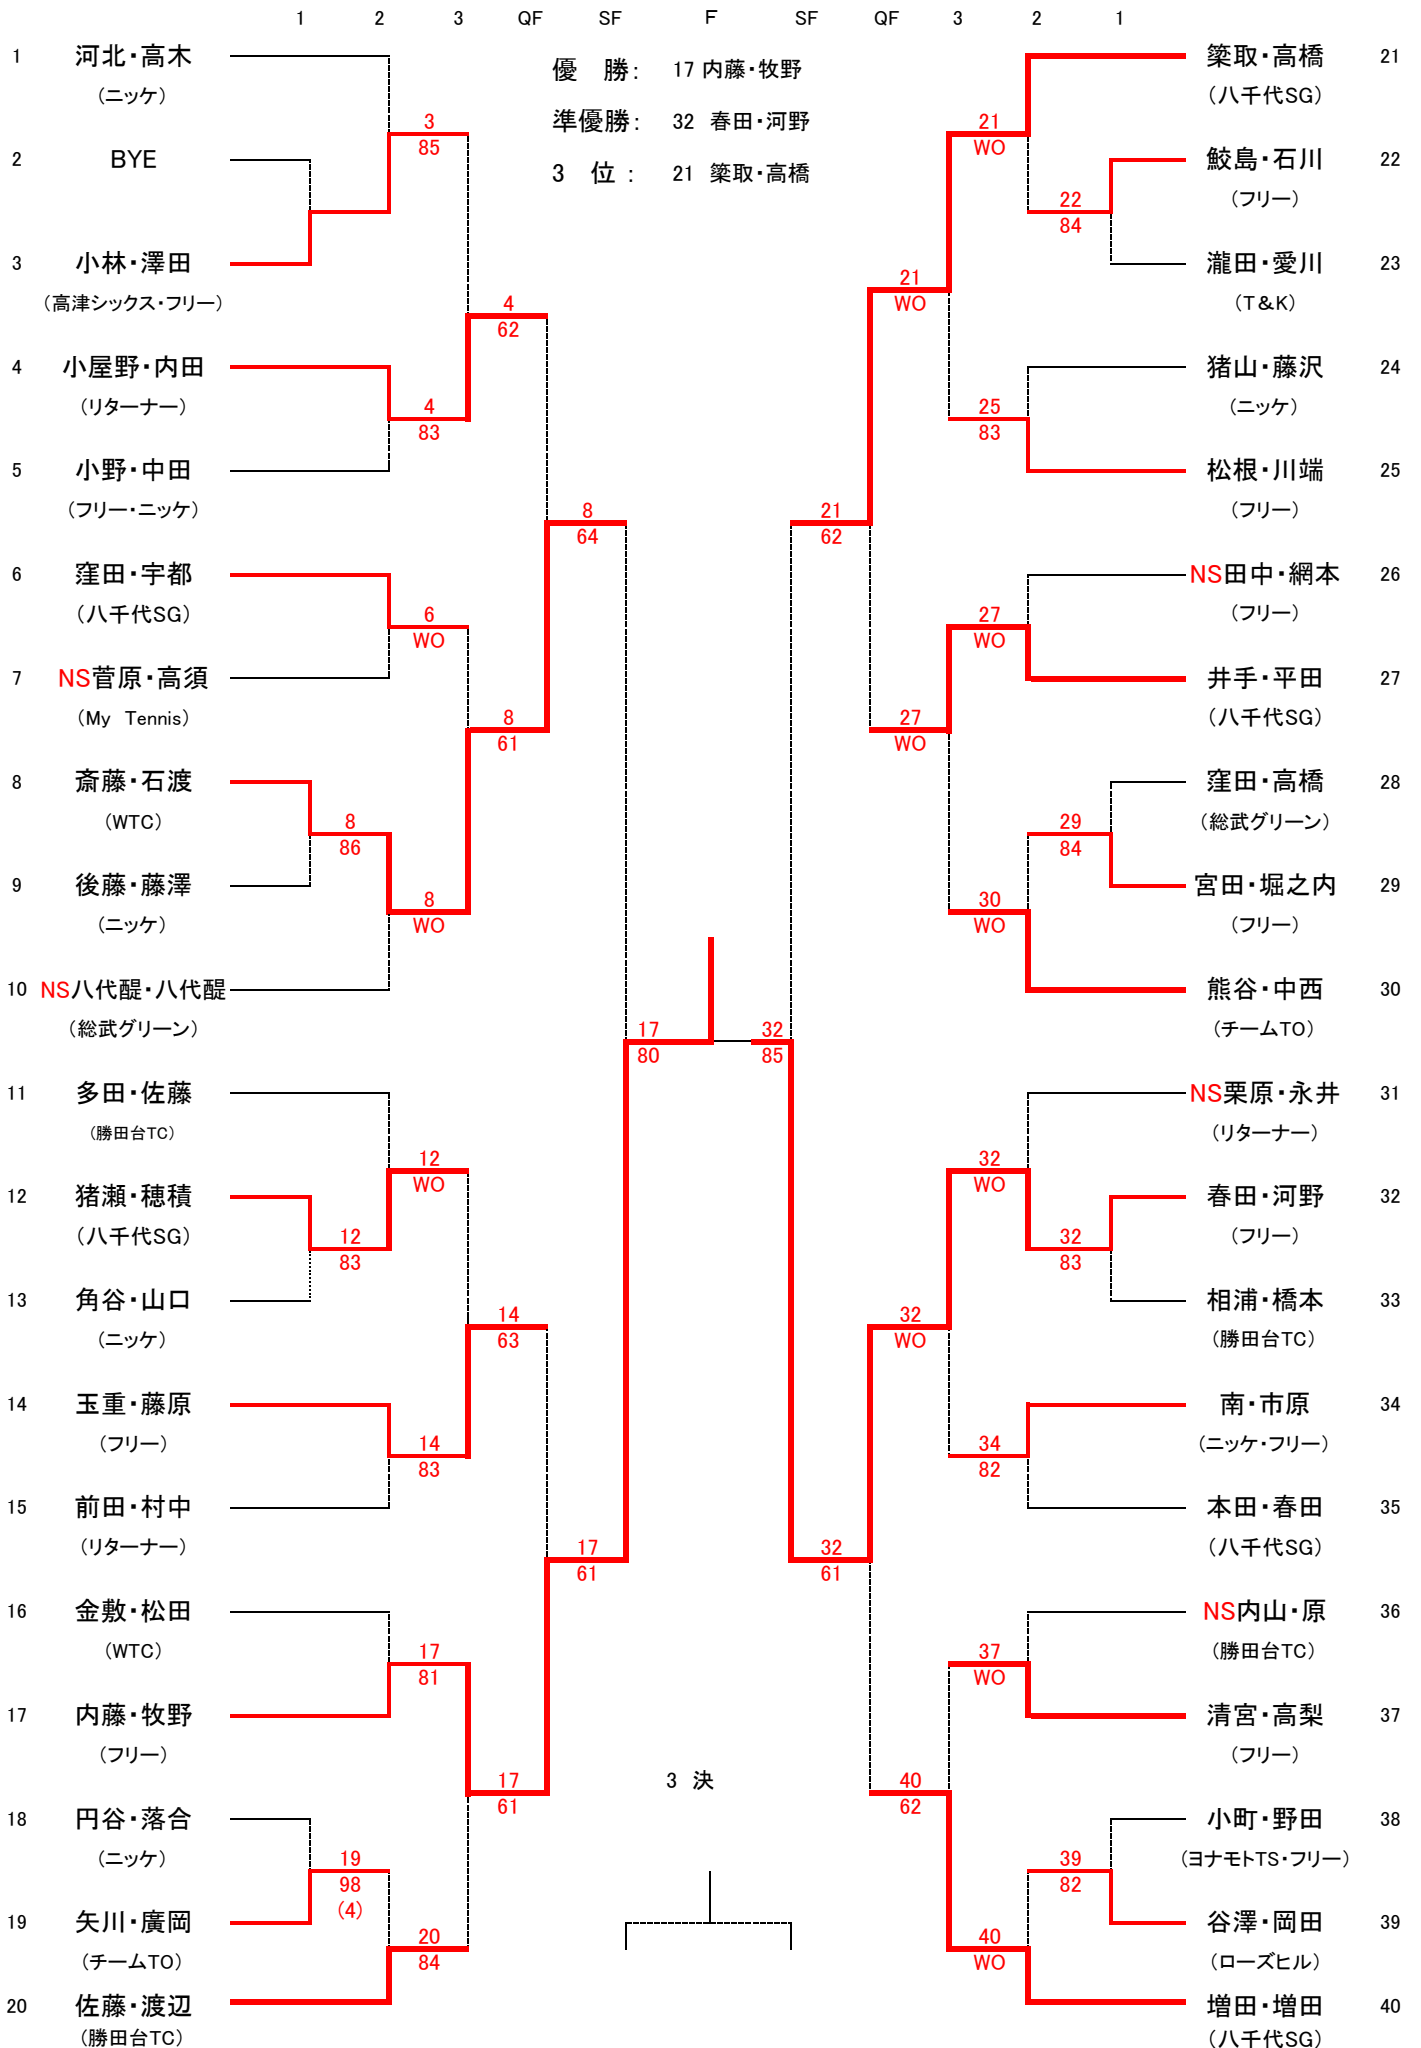 1 2 3 QF SF F SF QF 3 2 1
優　勝： 17 内藤・牧野
準優勝： 32 春田・河野
3　位： 21 簗取・高橋
1 河北・高木
（ニッケ）
2 BYE
3 小林・澤田
（高津シックス・フリー）
4 小屋野・内田
（リターナー）
5 小野・中田
（フリー・ニッケ）
6 窪田・宇都
（八千代SG）
7 NS菅原・高須
（My Tennis）
8 斎藤・石渡
（WTC）
9 後藤・藤澤
（ニッケ）
10 NS八代醍・八代醍
（総武グリーン）
11 多田・佐藤
（勝田台TC）
12 猪瀬・穂積
（八千代SG）
13 角谷・山口
（ニッケ）
14 玉重・藤原
（フリー）
15 前田・村中
（リターナー）
16 金敷・松田
（WTC）
17 内藤・牧野
（フリー）
18 円谷・落合
（ニッケ）
19 矢川・廣岡
（チームTO）
20 佐藤・渡辺
（勝田台TC）
8
86
12
83
19
98
(4)
3
85
4
83
6
WO
8
WO
12
WO
14
83
17
81
20
84
4
62
8
61
14
63
17
61
8
64
17
61
17
80
32
85
3 決
21
62
32
61
21
WO
27
WO
32
WO
40
62
21
WO
25
83
27
WO
30
WO
32
WO
34
82
37
WO
40
WO
22
84
29
84
32
83
39
82
簗取・高橋 21
（八千代SG）
鮫島・石川 22
（フリー）
瀧田・愛川 23
（T&K）
猪山・藤沢 24
（ニッケ）
松根・川端 25
（フリー）
NS田中・網本 26
（フリー）
井手・平田 27
（八千代SG）
窪田・高橋 28
（総武グリーン）
宮田・堀之内 29
（フリー）
熊谷・中西 30
（チームTO）
NS栗原・永井 31
（リターナー）
春田・河野 32
（フリー）
相浦・橋本 33
（勝田台TC）
南・市原 34
（ニッケ・フリー）
本田・春田 35
（八千代SG）
NS内山・原 36
（勝田台TC）
清宮・高梨 37
（フリー）
小町・野田 38
（ヨナモトTS・フリー）
谷澤・岡田 39
（ローズヒル）
増田・増田 40
（八千代SG）